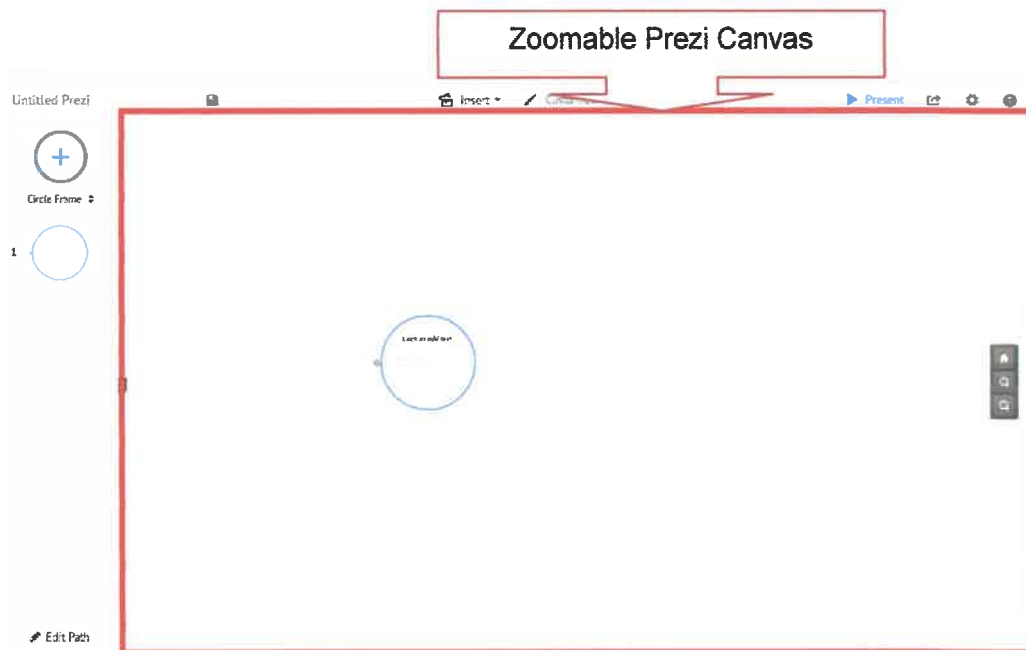 Zoomable Prezi Canvas
Untitled Prezi
Insert
Present
Circle Frame
1
Edit Path